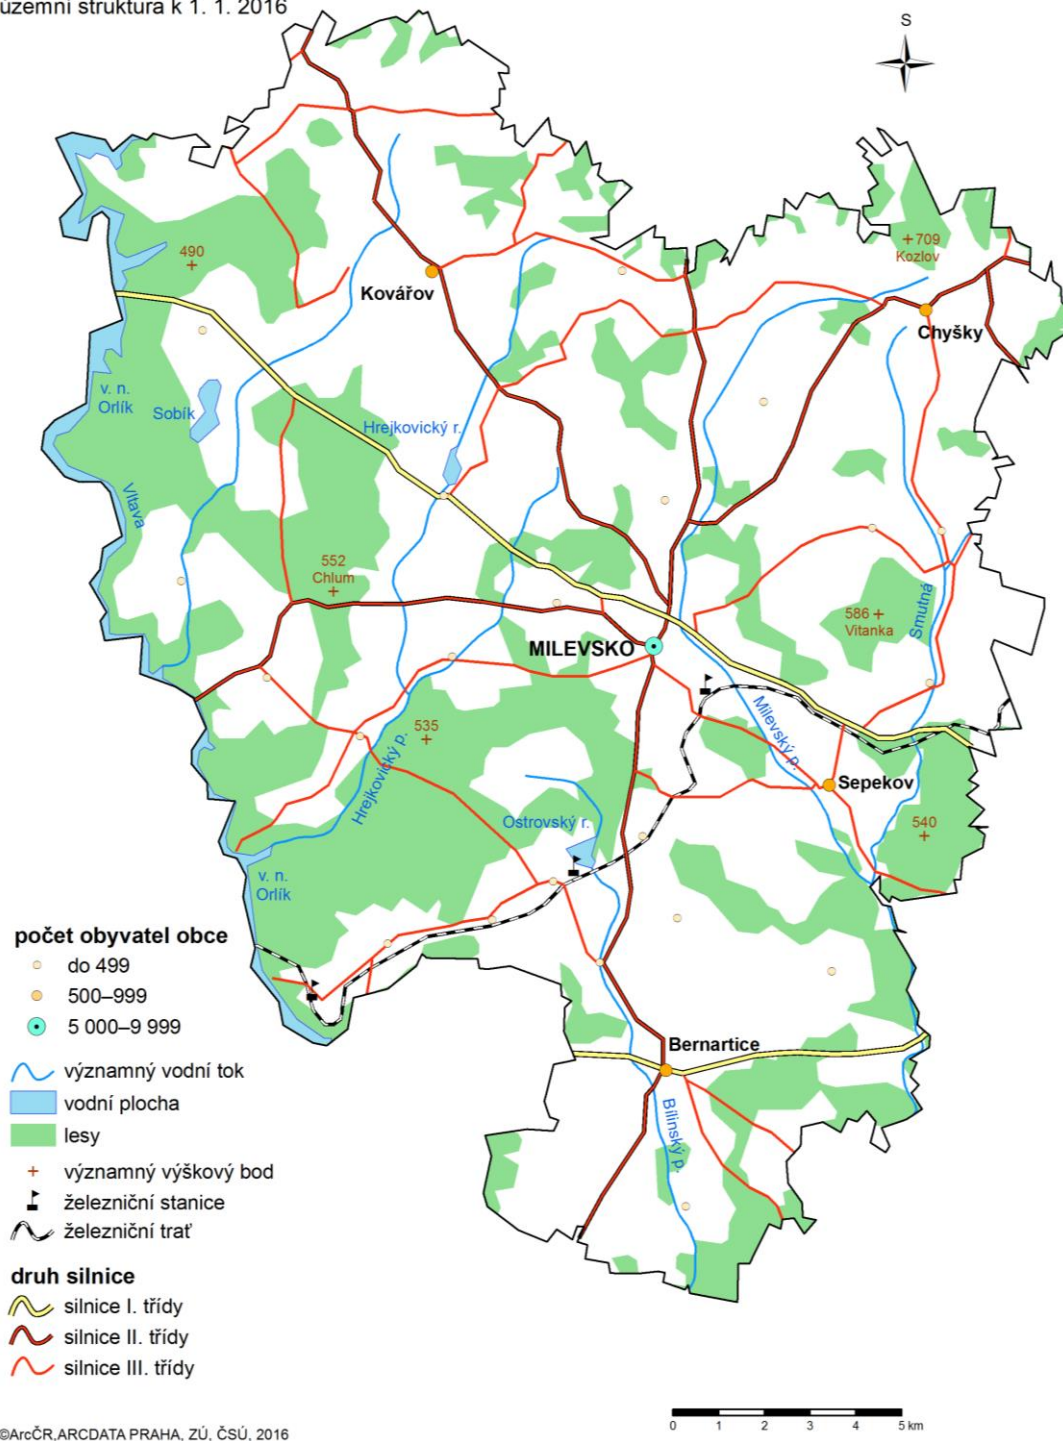 územní struktura k 1. 1. 2016
S
490
709
Kozlov
Kovářov
Chyšky
v. n.
Orlík
Sobík
Hrejkovický r.
Vltava
552
Chlum
586
Vitanka
Smutná
MILEVSKO
Milevský p.
535
Hrejkovický p.
Sepekov
Ostrovský r.
540
v. n.
Orlík
počet obyvatel obce
do 499
500–999
5 000–9 999
Bernartice
významný vodní tok
vodní plocha
lesy
Bilinský p.
významný výškový bod
železniční stanice
železniční trať
druh silnice
silnice I. třídy
silnice II. třídy
silnice III. třídy
©ArcČR,ARCDATA PRAHA, ZÚ, ČSÚ, 2016
0 1 2 3 4 5 km